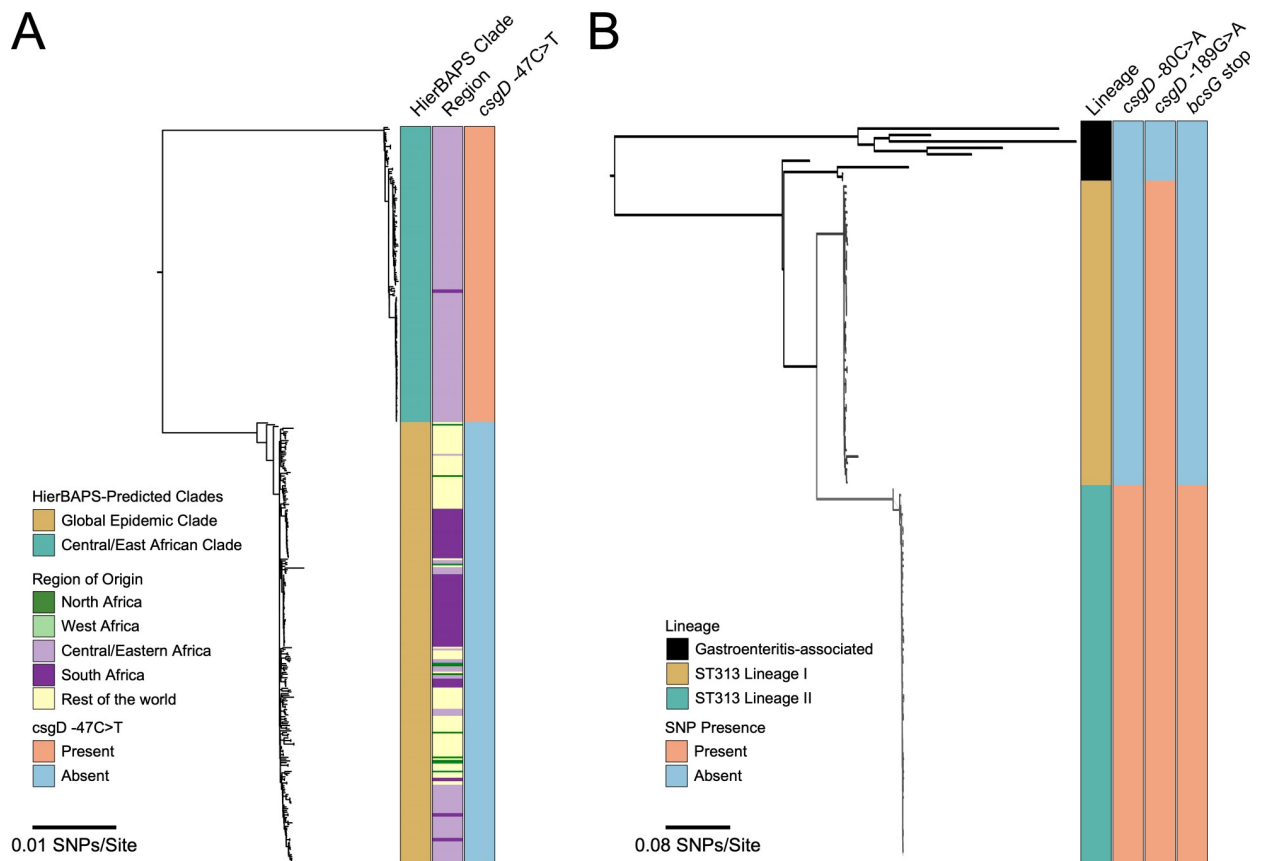 A
HierBAPS Clade
Region
csgD -47C>T
HierBAPS-Predicted Clades
Global Epidemic Clade
Central/East African Clade
Region of Origin
North Africa
West Africa
Central/Eastern Africa
South Africa
Rest of the world
csgD -47C>T
Present
Absent
0.01 SNPs/Site
B
Lineage
csgD -80C>A
csgD -189G>A
bcsG stop
Lineage
Gastroenteritis-associated
ST313 Lineage I
ST313 Lineage II
SNP Presence
Present
Absent
0.08 SNPs/Site